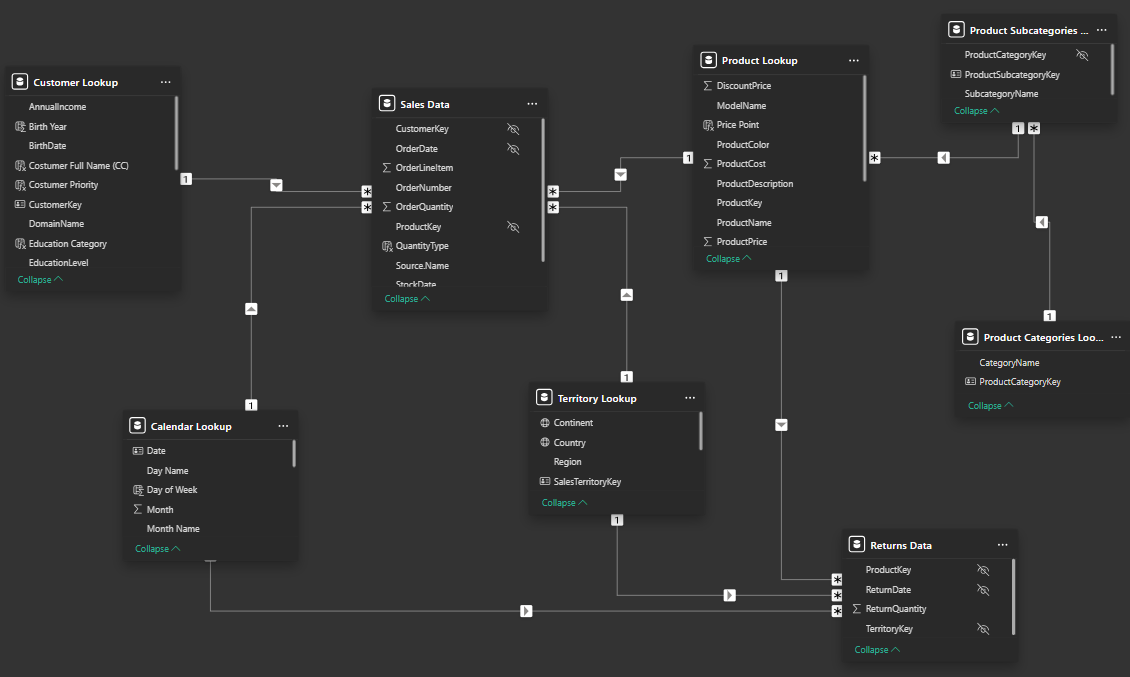 Customer Lookup
AnnualIncome
Birth Year
BirthDate
Costumer Full Name (CC)
Costumer Priority
CustomerKey
DomainName
Education Category
EducationLevel
Collapse
1
*
Sales Data
CustomerKey
OrderDate
OrderLineItem
OrderNumber
OrderQuantity
ProductKey
QuantityType
Source.Name
StockDate
Collapse
*
*
*
1
Product Lookup
DiscountPrice
ModelName
Price Point
ProductColor
ProductCost
ProductDescription
ProductKey
ProductName
ProductPrice
Collapse
1
*
Product Subcategories ...
ProductCategoryKey
ProductSubcategoryKey
SubcategoryName
Collapse
1
*
1
Product Categories Loo...
CategoryName
ProductCategoryKey
Collapse
1
Calendar Lookup
Date
Day Name
Day of Week
Month
Month Name
Collapse
1
Territory Lookup
Continent
Country
Region
SalesTerritoryKey
Collapse
1
*
*
*
Returns Data
ProductKey
ReturnDate
ReturnQuantity
TerritoryKey
Collapse